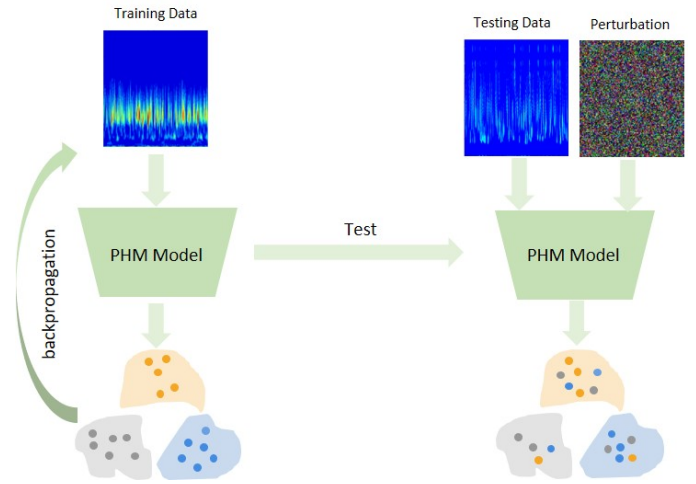 Training Data
Testing Data
Perturbation
PHM Model
Test
PHM Model
backpropagation